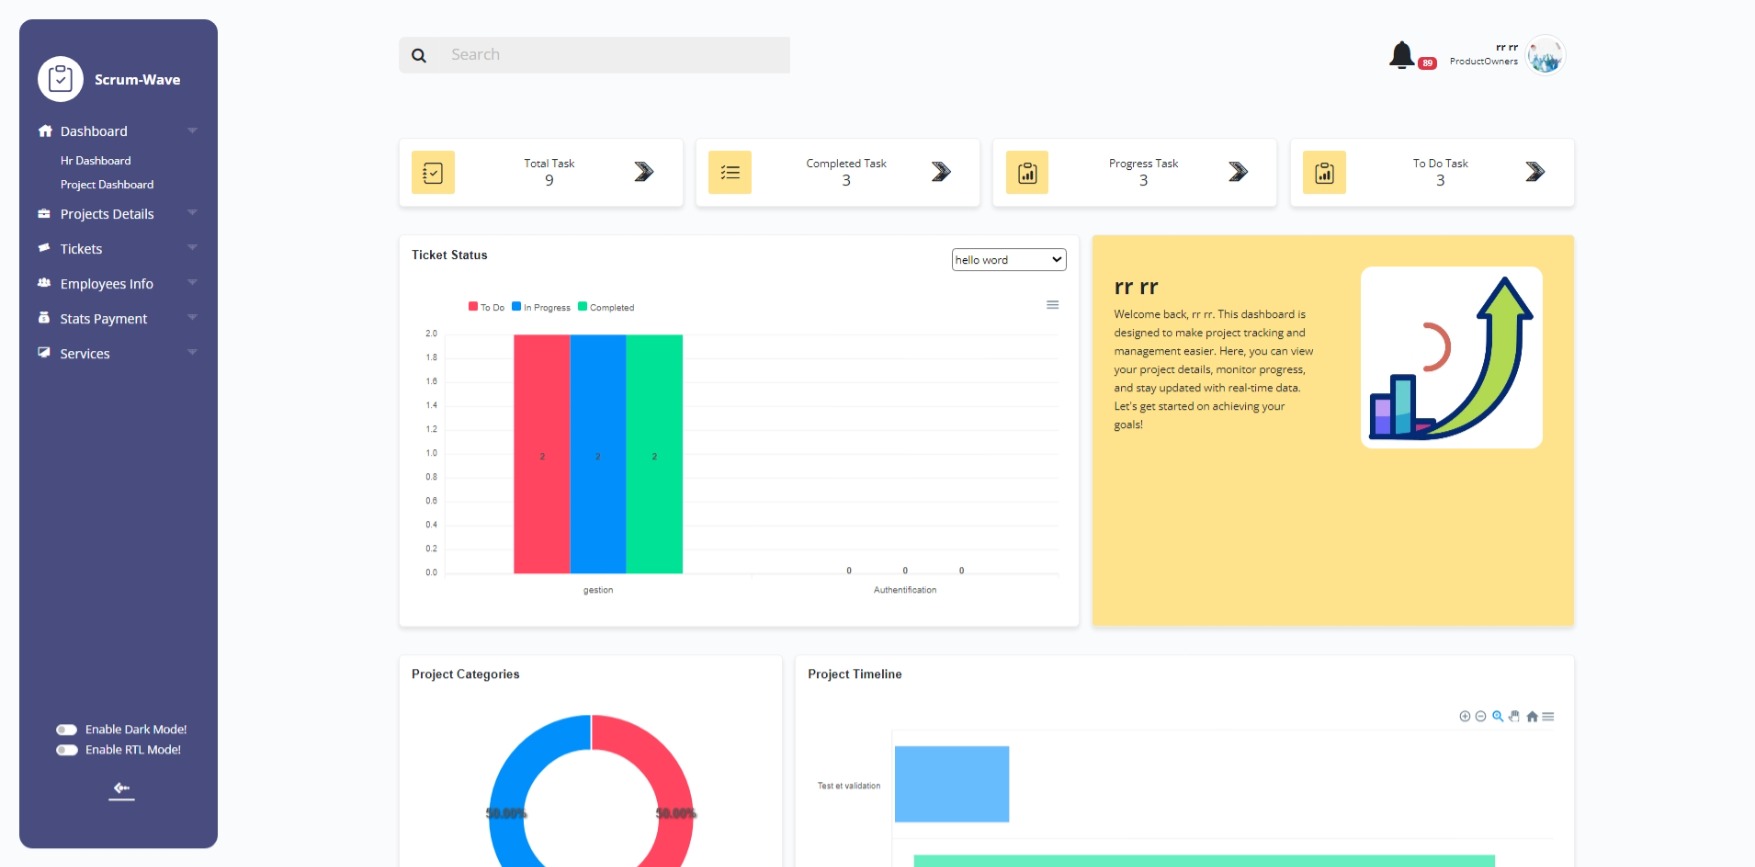 Scrum-Wave
Dashboard
Hr Dashboard
Project Dashboard
Projects Details
Tickets
Employees Info
Stats Payment
Services
Enable Dark Mode!
Enable RTL Mode!
Search
89
rr rr
ProductOwners
Total Task
9
Completed Task
3
Progress Task
3
To Do Task
3
Ticket Status
hello word
To Do In Progress Completed
2.0
1.8
1.6
1.4
1.2
1.0
0.8
0.6
0.4
0.2
0.0
2 2 2
0 0 0
gestion Authentification
rr rr
Welcome back, rr rr. This dashboard is
designed to make project tracking and
management easier. Here, you can view
your project details, monitor progress,
and stay updated with real-time data.
Let's get started on achieving your
goals!
Project Categories
50.00% 50.00%
Project Timeline
Test et validation